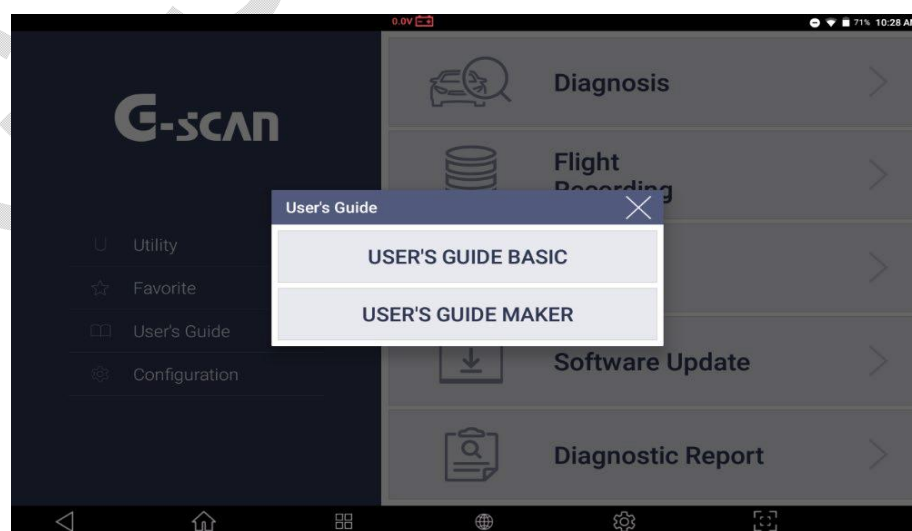 0.0V
71% 10:28 AM
G-scan
Utility
Favorite
User's Guide
Configuration
Diagnosis
Flight
Recording
Software Update
Diagnostic Report
User's Guide
USER'S GUIDE BASIC
USER'S GUIDE MAKER